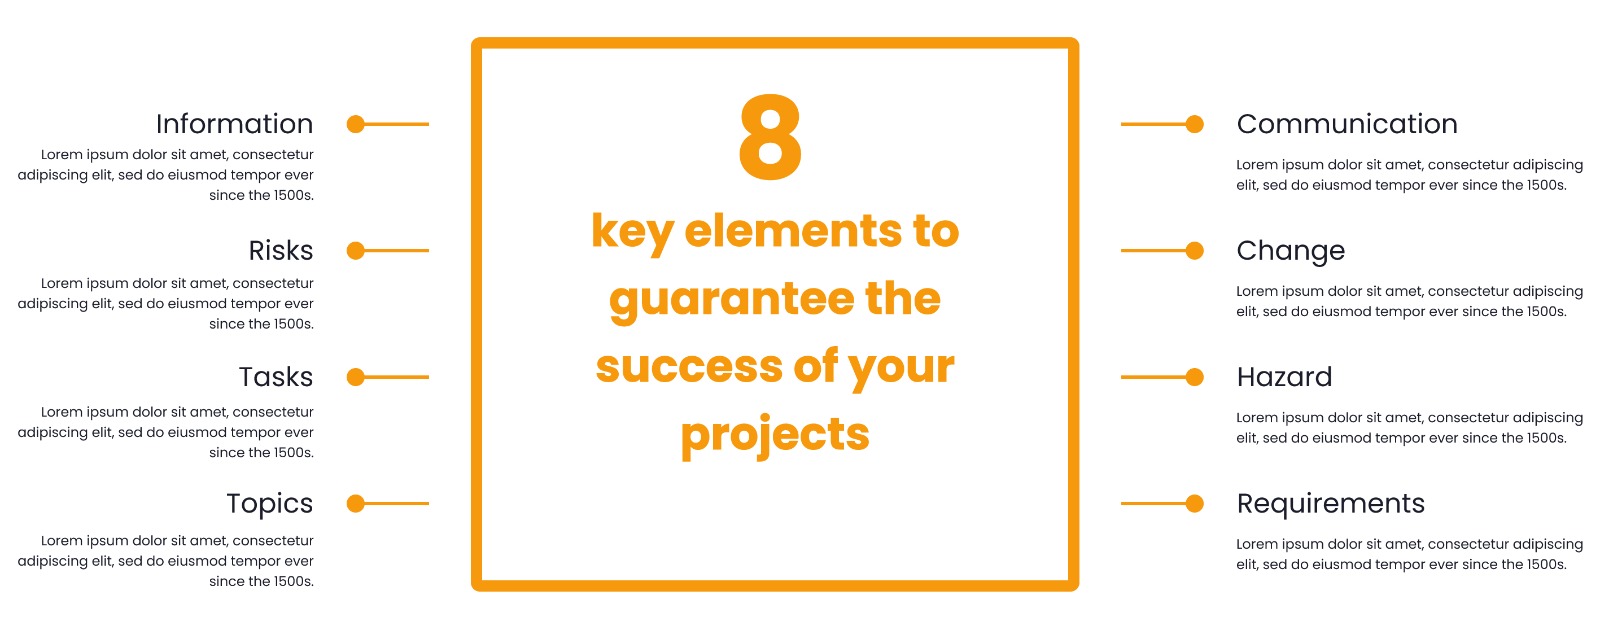 Information
Lorem ipsum dolor sit amet, consectetur
adipiscing elit, sed do eiusmod tempor ever
since the 1500s.
Risks
Lorem ipsum dolor sit amet, consectetur
adipiscing elit, sed do eiusmod tempor ever
since the 1500s.
Tasks
Lorem ipsum dolor sit amet, consectetur
adipiscing elit, sed do eiusmod tempor ever
since the 1500s.
Topics
Lorem ipsum dolor sit amet, consectetur
adipiscing elit, sed do eiusmod tempor ever
since the 1500s.
8
key elements to
guarantee the
success of your
projects
Communication
Lorem ipsum dolor sit amet, consectetur adipiscing
elit, sed do eiusmod tempor ever since the 1500s.
Change
Lorem ipsum dolor sit amet, consectetur adipiscing
elit, sed do eiusmod tempor ever since the 1500s.
Hazard
Lorem ipsum dolor sit amet, consectetur adipiscing
elit, sed do eiusmod tempor ever since the 1500s.
Requirements
Lorem ipsum dolor sit amet, consectetur adipiscing
elit, sed do eiusmod tempor ever since the 1500s.